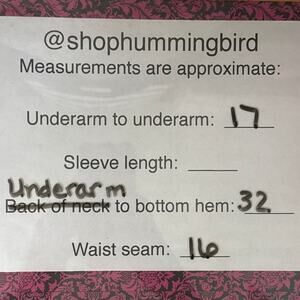 @shophummingbird
Measurements are approximate:
Underarm to underarm: 17
Sleeve length: ____
Underarm
Back of neck to bottom hem: 32
Waist seam: 16